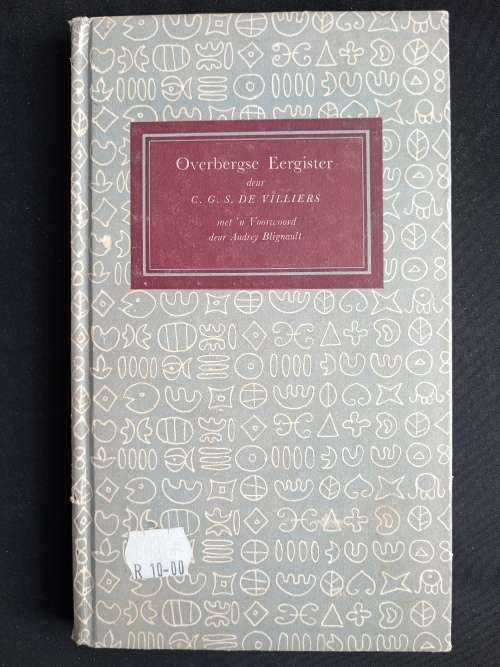 Overbergse Eergister
deur
C. G. S. DE VILLIERS
met 'n Voorwoord
deur Audrey Blignault
R 10-00